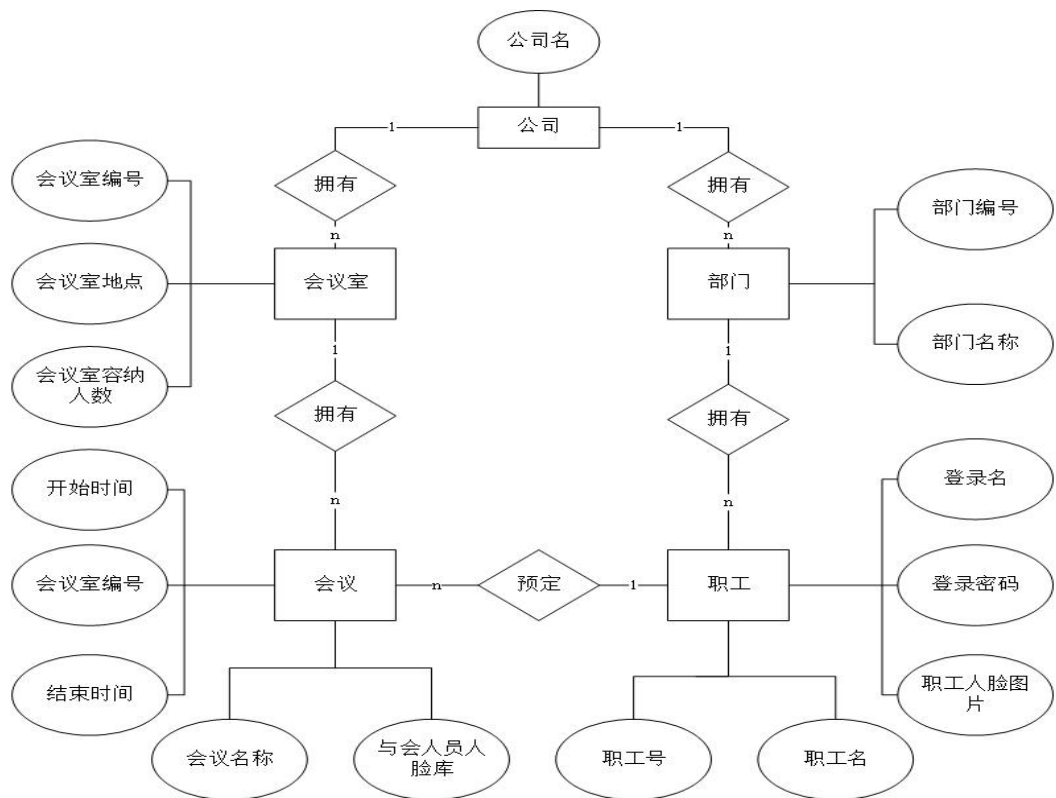 公司名
公司
1
1
拥有
拥有
n
n
会议室编号
会议室地点
会议室容纳
人数
会议室
部门
部门编号
部门名称
1
1
拥有
拥有
n
n
开始时间
会议室编号
结束时间
会议
n
预定
1
职工
登录名
登录密码
职工人脸图
片
会议名称
与会人员人
脸库
职工号
职工名